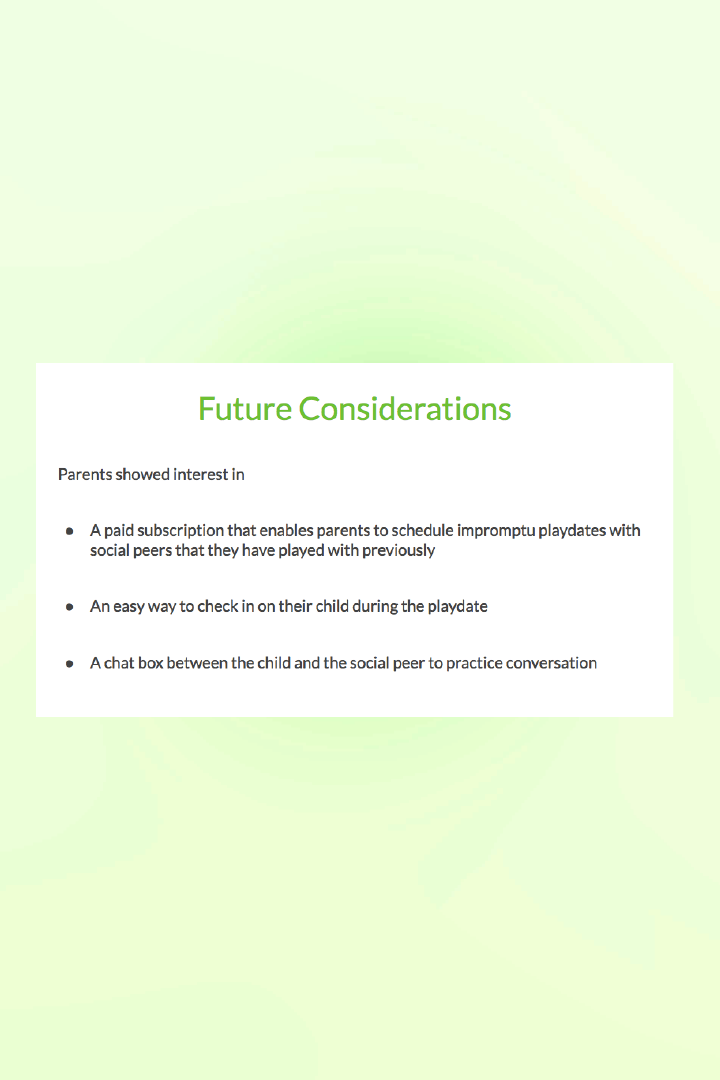 Future Considerations
Parents showed interest in
● A paid subscription that enables parents to schedule impromptu playdates with
social peers that they have played with previously
● An easy way to check in on their child during the playdate
● A chat box between the child and the social peer to practice conversation